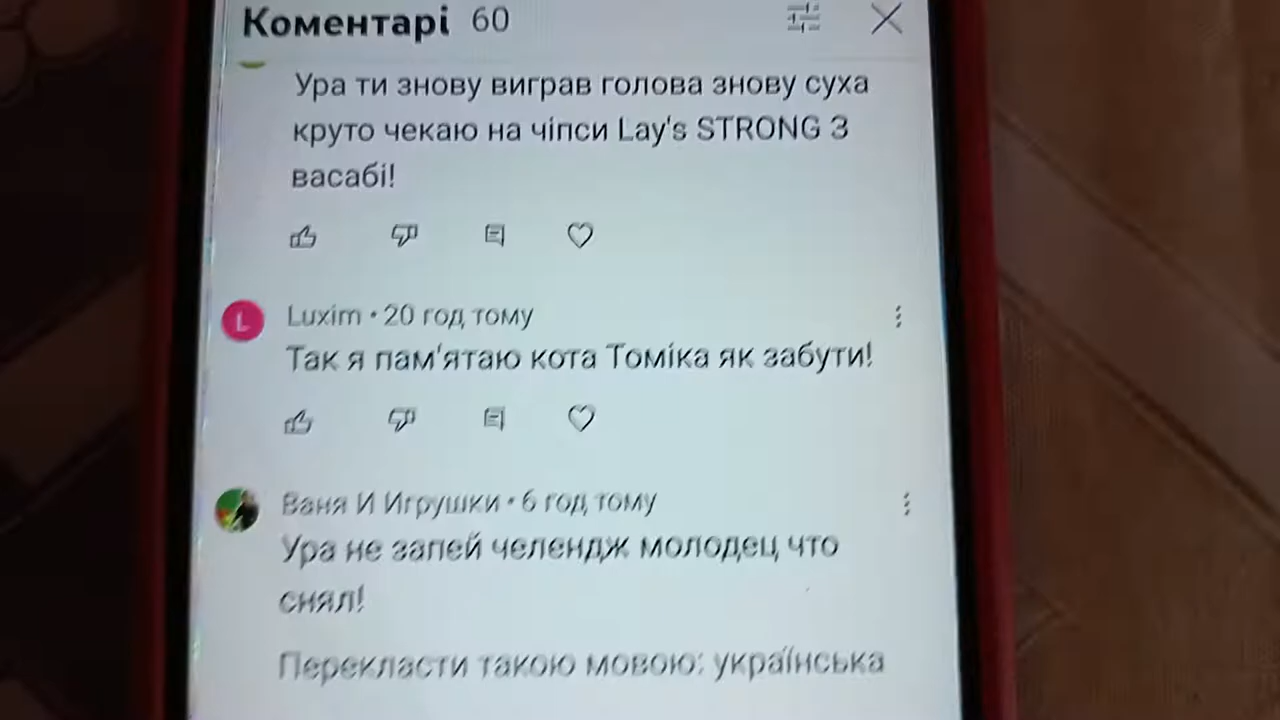 Коментарі 60
Ура ти знову виграв голова знову суха
круто чекаю на чіпси Lay's STRONG З
васабі!
L
Luxim • 20 год тому
Так я пам'ятаю кота Томіка як забути!
Ваня И Игрушки • 6 год тому
Ура не запей челендж молодец что
снял!
Перекласти такою мовою: українська